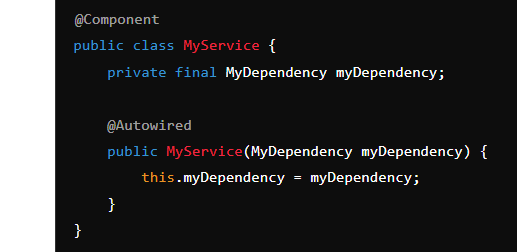 @Component
public class MyService {
    private final MyDependency myDependency;
    @Autowired
    public MyService(MyDependency myDependency) {
        this.myDependency = myDependency;
    }
}